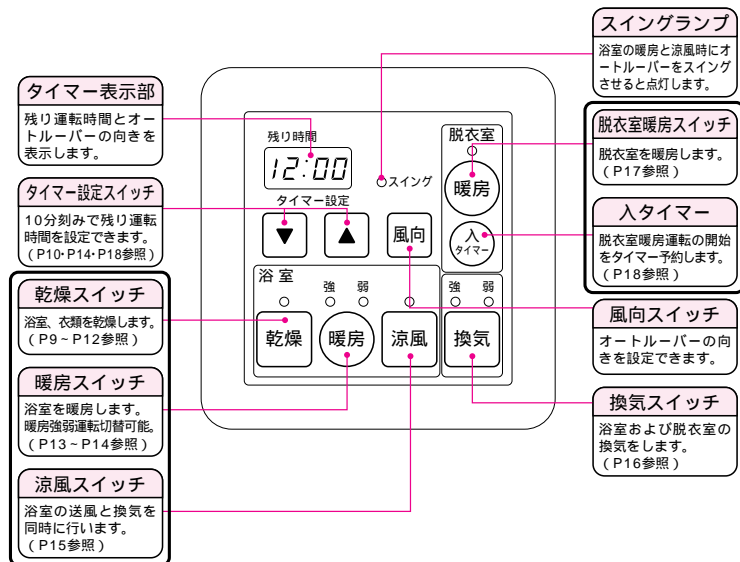 タイマー表示部
残り運転時間とオー
トルーバーの向きを
表示します。
タイマー設定スイッチ
10分刻みで残り運転
時間を設定できます。
(P10・P14・P18参照)
乾燥スイッチ
浴室、衣類を乾燥します。
(P9~P12参照)
暖房スイッチ
浴室を暖房します。
暖房強弱運転切替可能。
(P13~P14参照)
涼風スイッチ
浴室の送風と換気を
同時に行います。
(P15参照)
残り時間
12:00
スイング
タイマー設定
▼ ▲ 風向
脱衣室
暖房
入
タイマー
浴室
強 弱 強 弱
乾燥 暖房 涼風 換気
スイングランプ
浴室の暖房と涼風時にオ
ートルーバーをスイング
させると点灯します。
脱衣室暖房スイッチ
脱衣室を暖房します。
(P17参照)
入タイマー
脱衣室暖房運転の開始
をタイマー予約します。
(P18参照)
風向スイッチ
オートルーバーの向
きを設定できます。
換気スイッチ
浴室および脱衣室の
換気をします。
(P16参照)